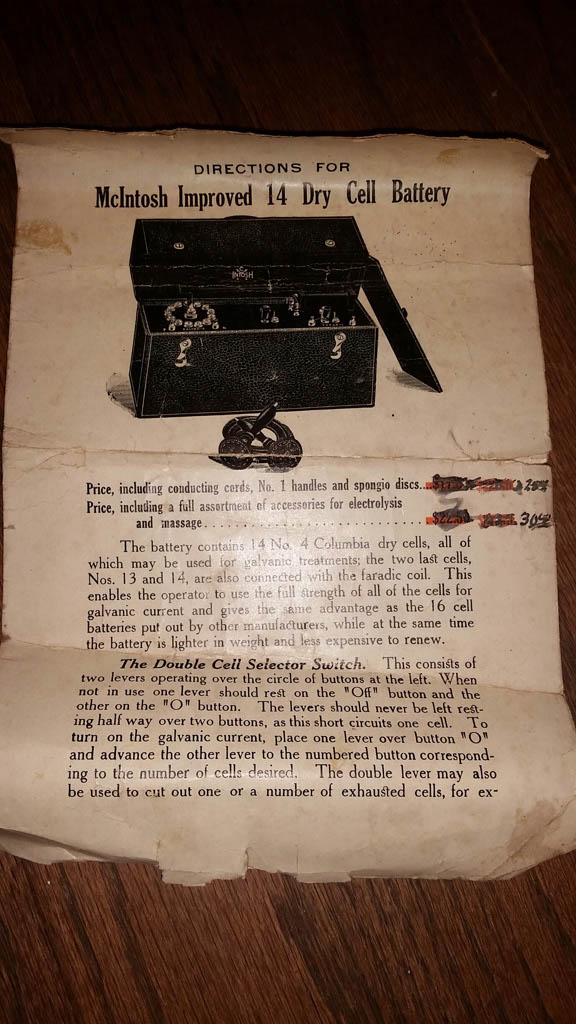 DIRECTIONS FOR
McIntosh Improved 14 Dry Cell Battery
McINTOSH
Price, including conducting cords, No. 1 handles and spongio discs..
Price, including a full assortment of accessories for electrolysis
and massage..............................
The battery contains 14 No. 4 Columbia dry cells, all of
which may be used for galvanic treatments; the two last cells,
Nos. 13 and 14, are also connected with the faradic coil. This
enables the operator to use the full strength of all of the cells for
galvanic current and gives the same advantage as the 16 cell
batteries put out by other manufacturers, while at the same time
the battery is lighter in weight and less expensive to renew.
The Double Cell Selector Switch. This consists of
two levers operating over the circle of buttons at the left. When
not in use one lever should rest on the "Off" button and the
other on the "O" button. The levers should never be left rest-
ing half way over two buttons, as this short circuits one cell. To
turn on the galvanic current, place one lever over button "O"
and advance the other lever to the numbered button correspond-
ing to the number of cells desired. The double lever may also
be used to cut out one or a number of exhausted cells, for ex-